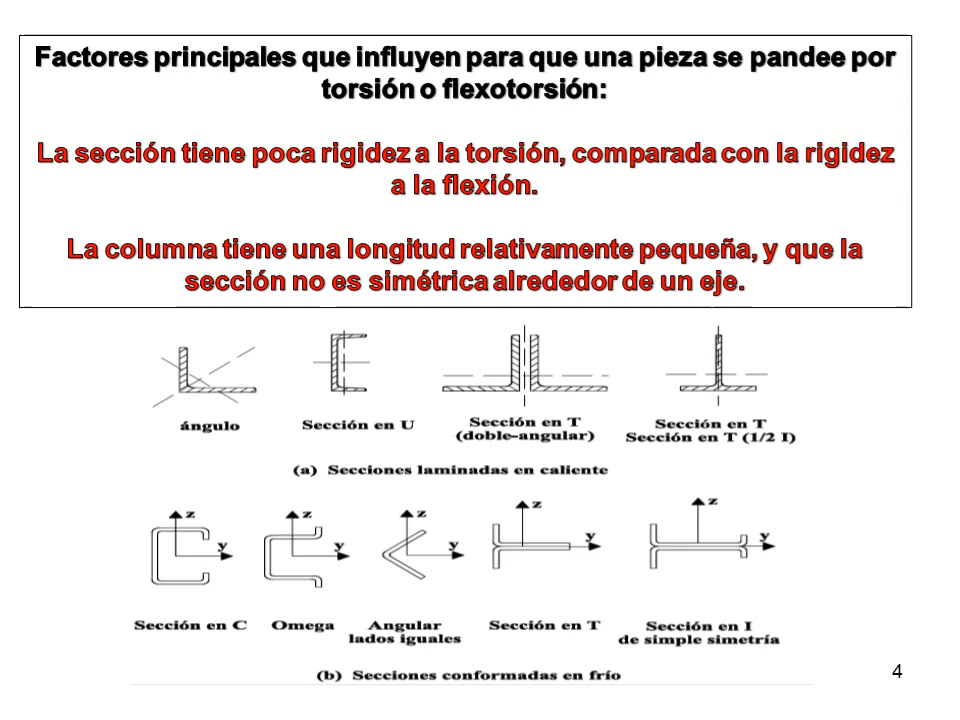 Factores principales que influyen para que una pieza se pandee por
torsión o flexotorsión:
La sección tiene poca rigidez a la torsión, comparada con la rigidez
a la flexión.
La columna tiene una longitud relativamente pequeña, y que la
sección no es simétrica alrededor de un eje.
ángulo
Sección en U
Sección en T
(doble-angular)
Sección en T
Sección en T (1/2 I)
(a) Secciones laminadas en caliente
z
y
z
y
z
y
z
y
z
y
Sección en C
Omega
Angular
lados iguales
Sección en T
Sección en I
de simple simetría
(b) Secciones conformadas en frío
4